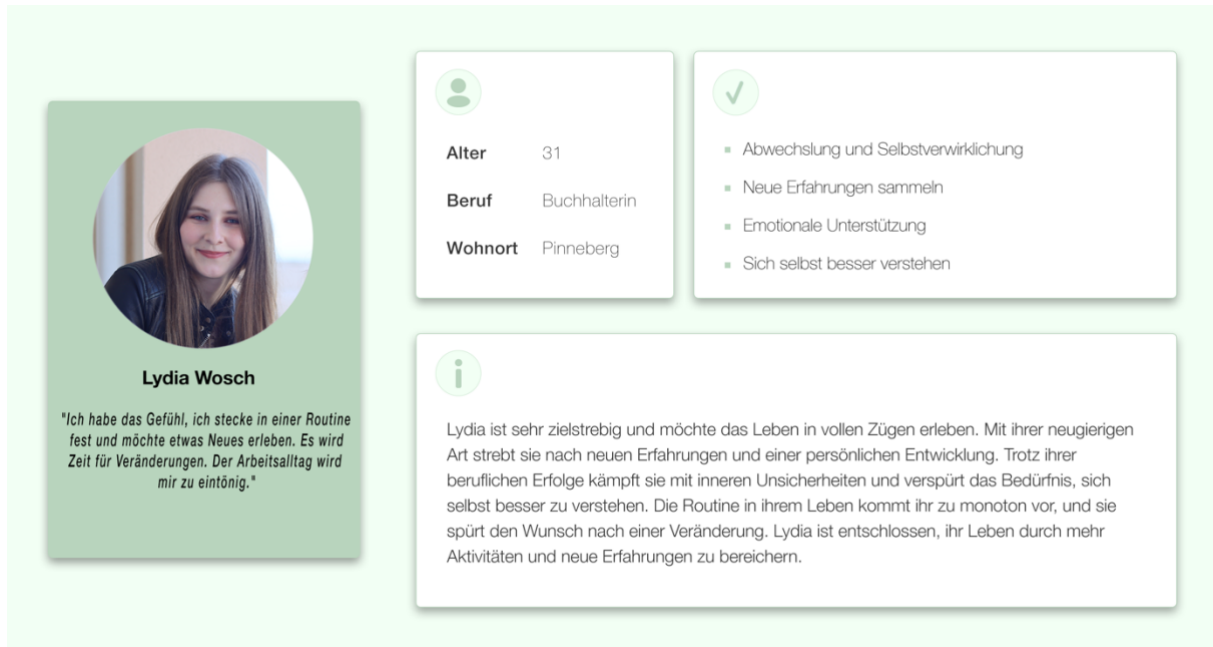 Lydia Wosch
"Ich habe das Gefühl, ich stecke in einer Routine
fest und möchte etwas Neues erleben. Es wird
Zeit für Veränderungen. Der Arbeitsalltag wird
mir zu eintönig."
Alter 31
Beruf Buchhalterin
Wohnort Pinneberg
Abwechslung und Selbstverwirklichung
Neue Erfahrungen sammeln
Emotionale Unterstützung
Sich selbst besser verstehen
Lydia ist sehr zielstrebig und möchte das Leben in vollen Zügen erleben. Mit ihrer neugierigen
Art strebt sie nach neuen Erfahrungen und einer persönlichen Entwicklung. Trotz ihrer
beruflichen Erfolge kämpft sie mit inneren Unsicherheiten und verspürt das Bedürfnis, sich
selbst besser zu verstehen. Die Routine in ihrem Leben kommt ihr zu monoton vor, und sie
spürt den Wunsch nach einer Veränderung. Lydia ist entschlossen, ihr Leben durch mehr
Aktivitäten und neue Erfahrungen zu bereichern.